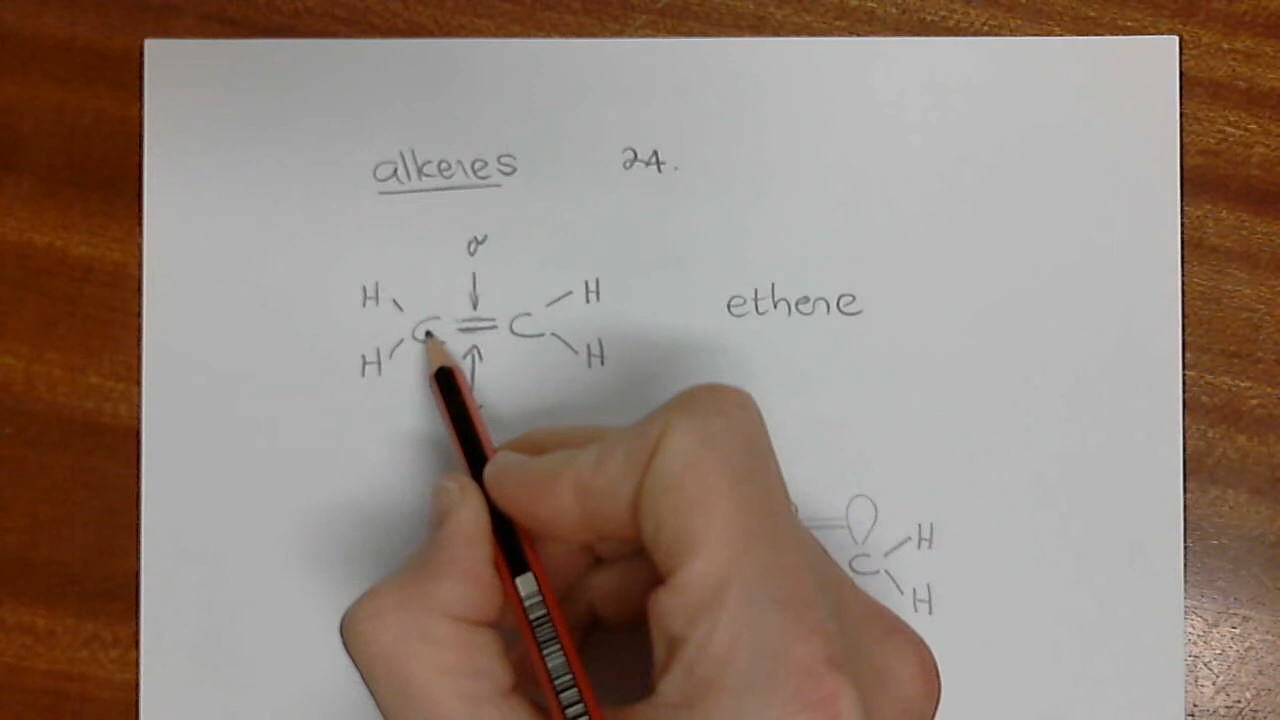 alkenes 24.
σ
H H
C = C ethene
H H
C H
H